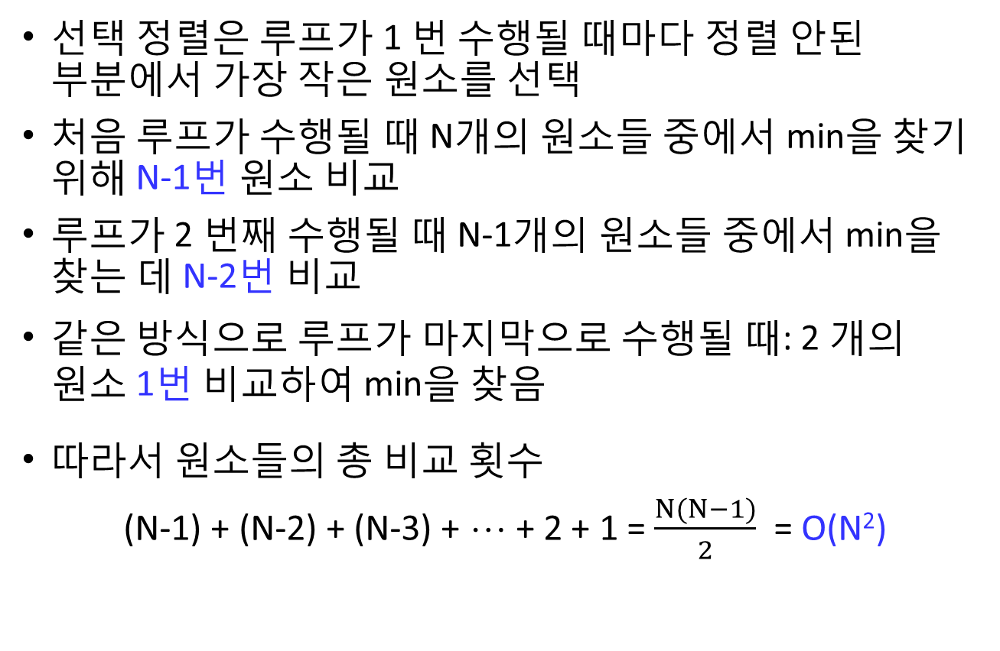 • 선택 정렬은 루프가 1 번 수행될 때마다 정렬 안된
부분에서 가장 작은 원소를 선택
• 처음 루프가 수행될 때 N개의 원소들 중에서 min을 찾기
위해 N-1번 원소 비교
• 루프가 2 번째 수행될 때 N-1개의 원소들 중에서 min을
찾는 데 N-2번 비교
• 같은 방식으로 루프가 마지막으로 수행될 때: 2 개의
원소 1번 비교하여 min을 찾음
• 따라서 원소들의 총 비교 횟수
(N-1) + (N-2) + (N-3) + ⋯ + 2 + 1 = N(N−1)/2 = O(N²)